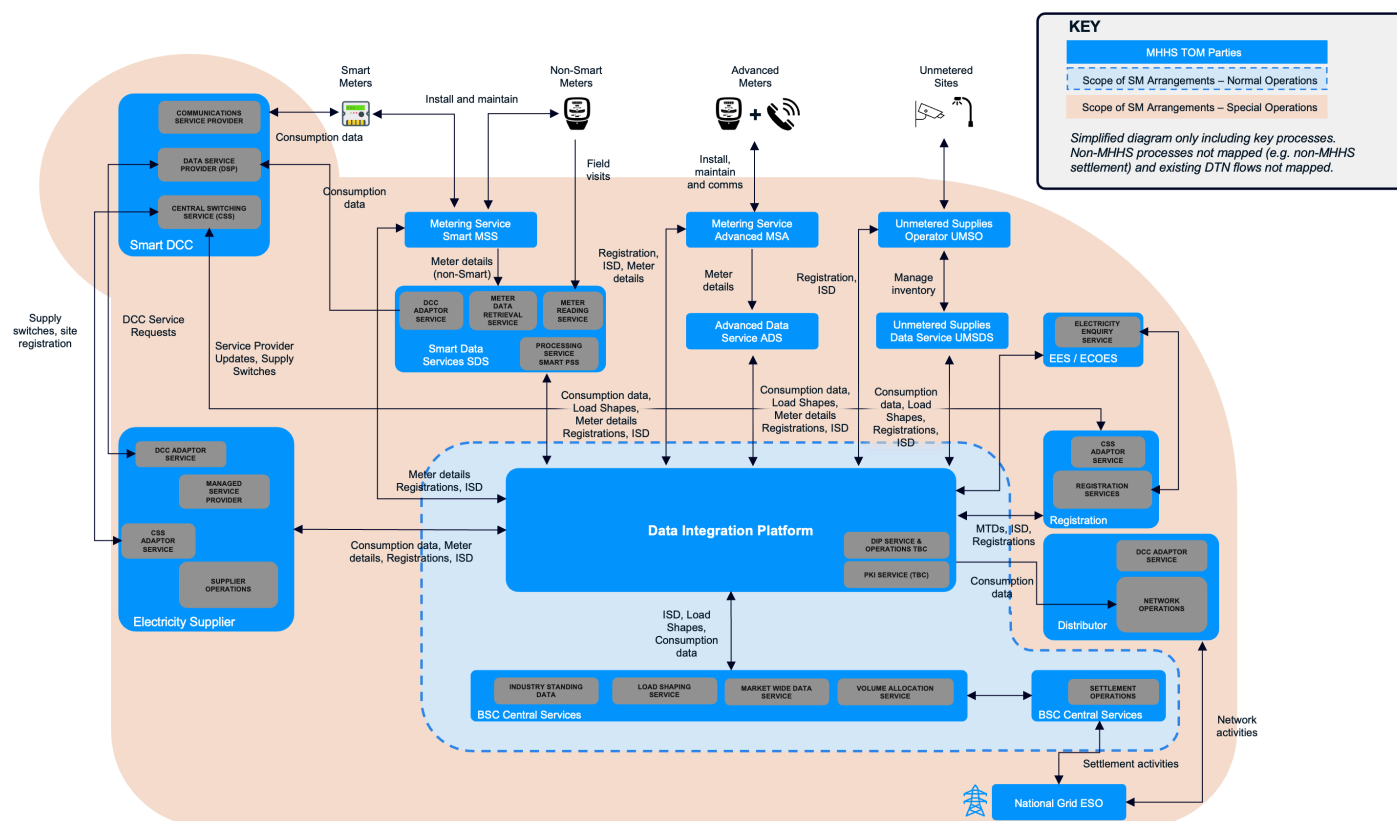 KEY
MHHS TOM Parties
Scope of SM Arrangements – Normal Operations
Scope of SM Arrangements – Special Operations
Simplified diagram only including key processes.
Non-MHHS processes not mapped (e.g. non-MHHS
settlement) and existing DTN flows not mapped.
Smart
Meters
Non-Smart
Meters
Advanced
Meters
Unmetered
Sites
Install and maintain
Consumption data
COMMUNICATIONS
SERVICE PROVIDER
DATA SERVICE
PROVIDER (DSP)
CENTRAL SWITCHING
SERVICE (CSS)
Smart DCC
Consumption
data
Field
visits
Install,
maintain
and comms
Metering Service
Smart MSS
Metering Service
Advanced MSA
Unmetered Supplies
Operator UMSO
Meter details
(non-Smart)
Registration,
ISD, Meter
details
Meter
details
Registration,
ISD
Manage
inventory
DCC
ADAPTOR
SERVICE
METER
DATA
RETRIEVAL
SERVICE
METER
READING
SERVICE
PROCESSING
SERVICE
SMART PSS
Smart Data
Services SDS
Advanced Data
Service ADS
Unmetered Supplies
Data Service UMSDS
ELECTRICITY
ENQUIRY
SERVICE
EES / ECOES
Supply
switches, site
registration
DCC Service
Requests
Service Provider
Updates, Supply
Switches
Consumption data,
Load Shapes,
Meter details
Registrations, ISD
Consumption data,
Load Shapes,
Meter details
Registrations, ISD
Consumption
data, Load
Shapes,
Registrations,
ISD
DCC ADAPTOR
SERVICE
MANAGED
SERVICE
PROVIDER
CSS
ADAPTOR
SERVICE
SUPPLIER
OPERATIONS
Electricity Supplier
Meter details
Registrations, ISD
Consumption data, Meter
details, Registrations, ISD
Data Integration Platform
DIP SERVICE &
OPERATIONS TBC
PKI SERVICE (TBC)
CSS
ADAPTOR
SERVICE
REGISTRATION
SERVICES
Registration
MTDs, ISD,
Registrations
Consumption
data
DCC ADAPTOR
SERVICE
NETWORK
OPERATIONS
Distributor
ISD, Load
Shapes,
Consumption
data
INDUSTRY STANDING
DATA
LOAD SHAPING
SERVICE
MARKET WIDE DATA
SERVICE
VOLUME ALLOCATION
SERVICE
BSC Central Services
SETTLEMENT
OPERATIONS
BSC Central Services
Network
activities
Settlement activities
National Grid ESO